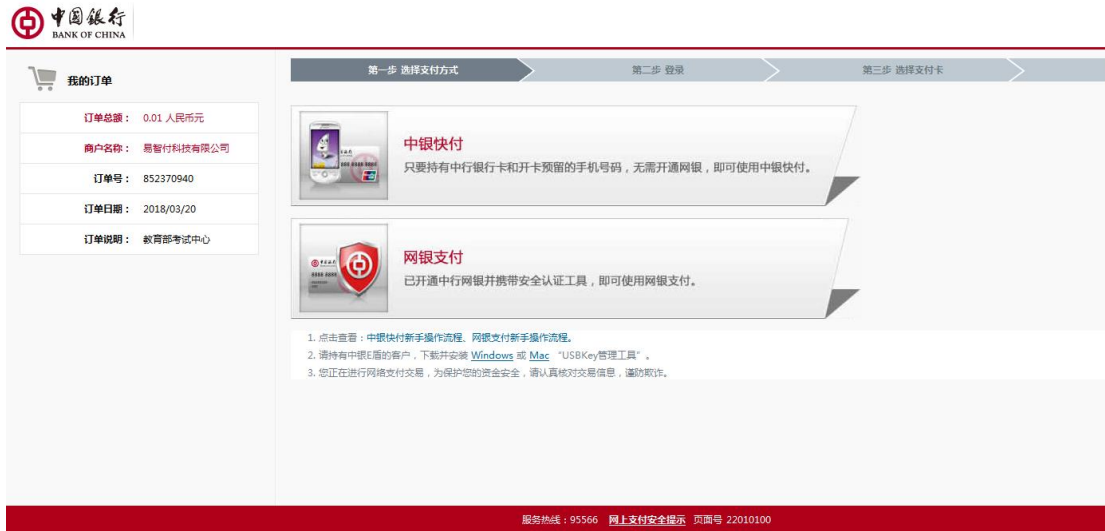 中国银行
BANK OF CHINA
我的订单
订单总额： 0.01 人民币元
商户名称： 易智付科技有限公司
订单号： 852370940
订单日期： 2018/03/20
订单说明： 教育部考试中心
第一步 选择支付方式
第二步 登录
第三步 选择支付卡
中银快付
只要持有中行银行卡和开卡预留的手机号码，无需开通网银，即可使用中银快付。
网银支付
已开通中行网银并携带安全认证工具，即可使用网银支付。
1. 点击查看：中银快付新手操作流程、网银支付新手操作流程。
2. 请持有中银E盾的客户，下载并安装 Windows 或 Mac “USBKey管理工具”。
3. 您正在进行网络支付交易，为保护您的资金安全，请认真核对交易信息，谨防欺诈。
服务热线：95566 网上支付安全提示 页面号 22010100